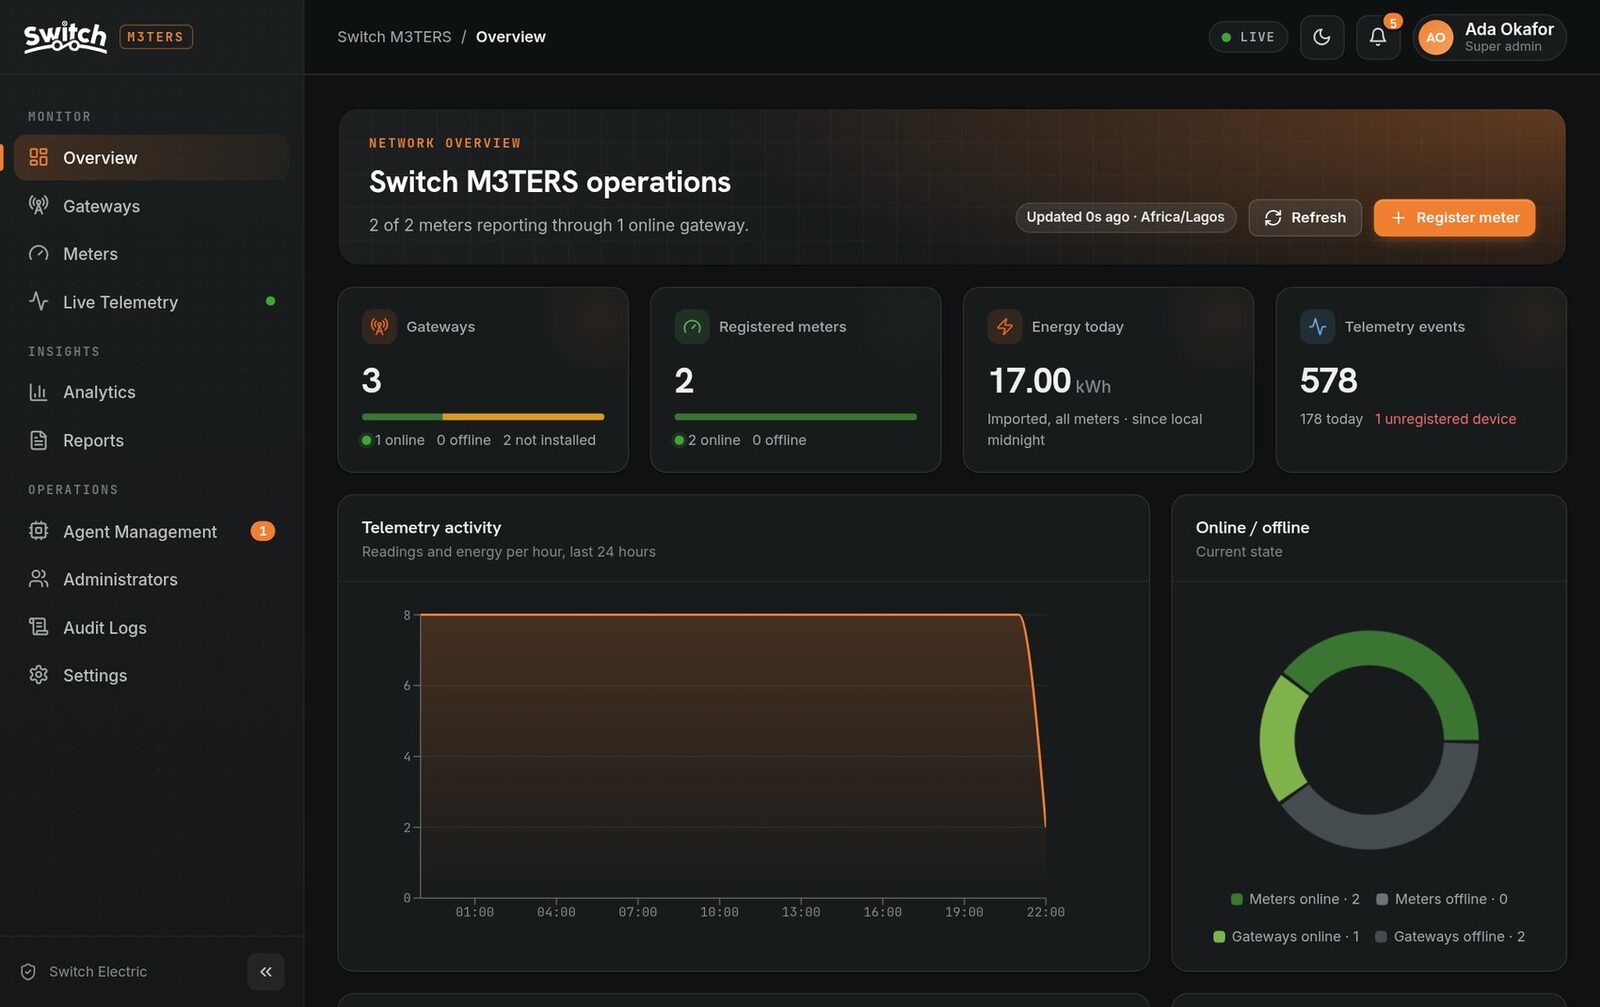 Switch M3TERS
MONITOR
Overview
Gateways
Meters
Live Telemetry
INSIGHTS
Analytics
Reports
OPERATIONS
Agent Management 1
Administrators
Audit Logs
Settings
Switch Electric
Switch M3TERS / Overview
LIVE
5
AO
Ada Okafor
Super admin
NETWORK OVERVIEW
Switch M3TERS operations
2 of 2 meters reporting through 1 online gateway.
Updated 0s ago · Africa/Lagos
Refresh
Register meter
Gateways
3
1 online 0 offline 2 not installed
Registered meters
2
2 online 0 offline
Energy today
17.00 kWh
Imported, all meters · since local
midnight
Telemetry events
578
178 today 1 unregistered device
Telemetry activity
Readings and energy per hour, last 24 hours
8
6
4
2
0
01:00 04:00 07:00 10:00 13:00 16:00 19:00 22:00
Online / offline
Current state
Meters online · 2 Meters offline · 0
Gateways online · 1 Gateways offline · 2